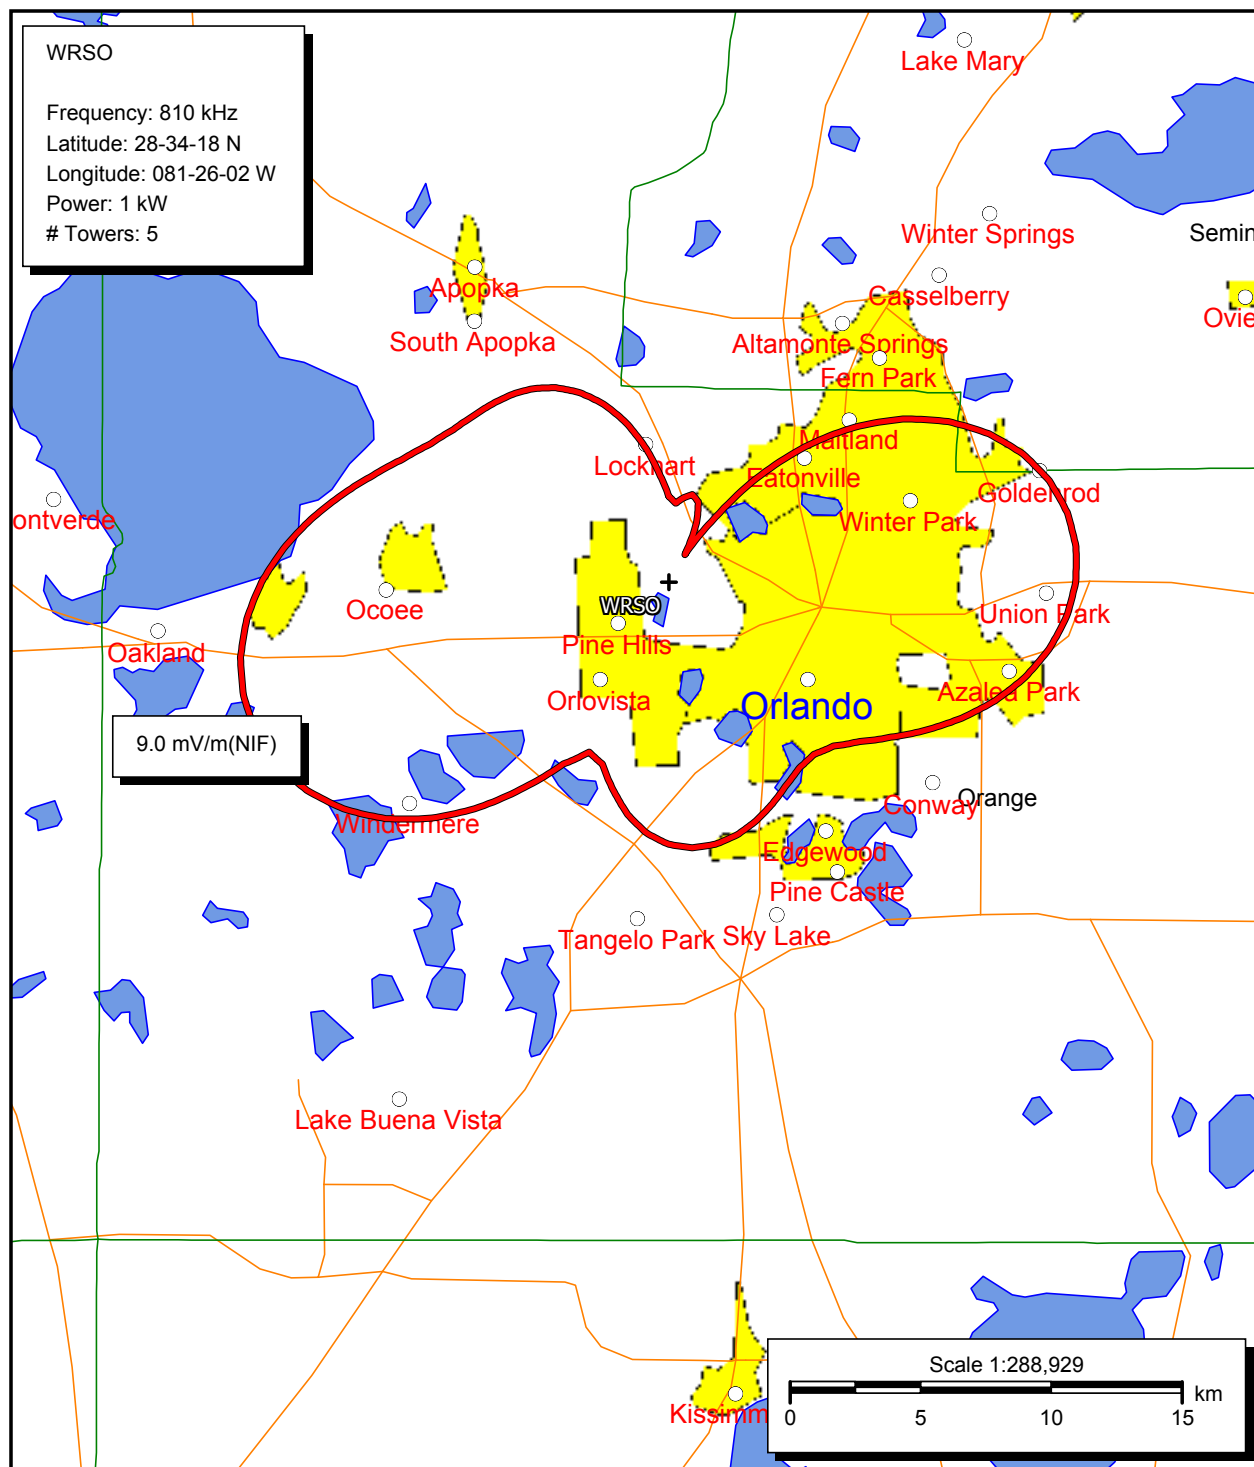 WRSO
Frequency: 810 kHz
Latitude: 28-34-18 N
Longitude: 081-26-02 W
Power: 1 kW
# Towers: 5
Lake Mary
Winter Springs
Semin
Apopka
Casselberry
Ovie
South Apopka
Altamonte Springs
Fern Park
Maitland
Lockhart
Eatonville
Goldenrod
ontverde
Winter Park
Ocoee
WRSO
Union Park
Oakland
Pine Hills
Orlovista
Azalea Park
Orlando
9.0 mV/m(NIF)
Conway
Orange
Windermere
Edgewood
Pine Castle
Tangelo Park
Sky Lake
Lake Buena Vista
Kissimm
Scale 1:288,929
km
0 5 10 15